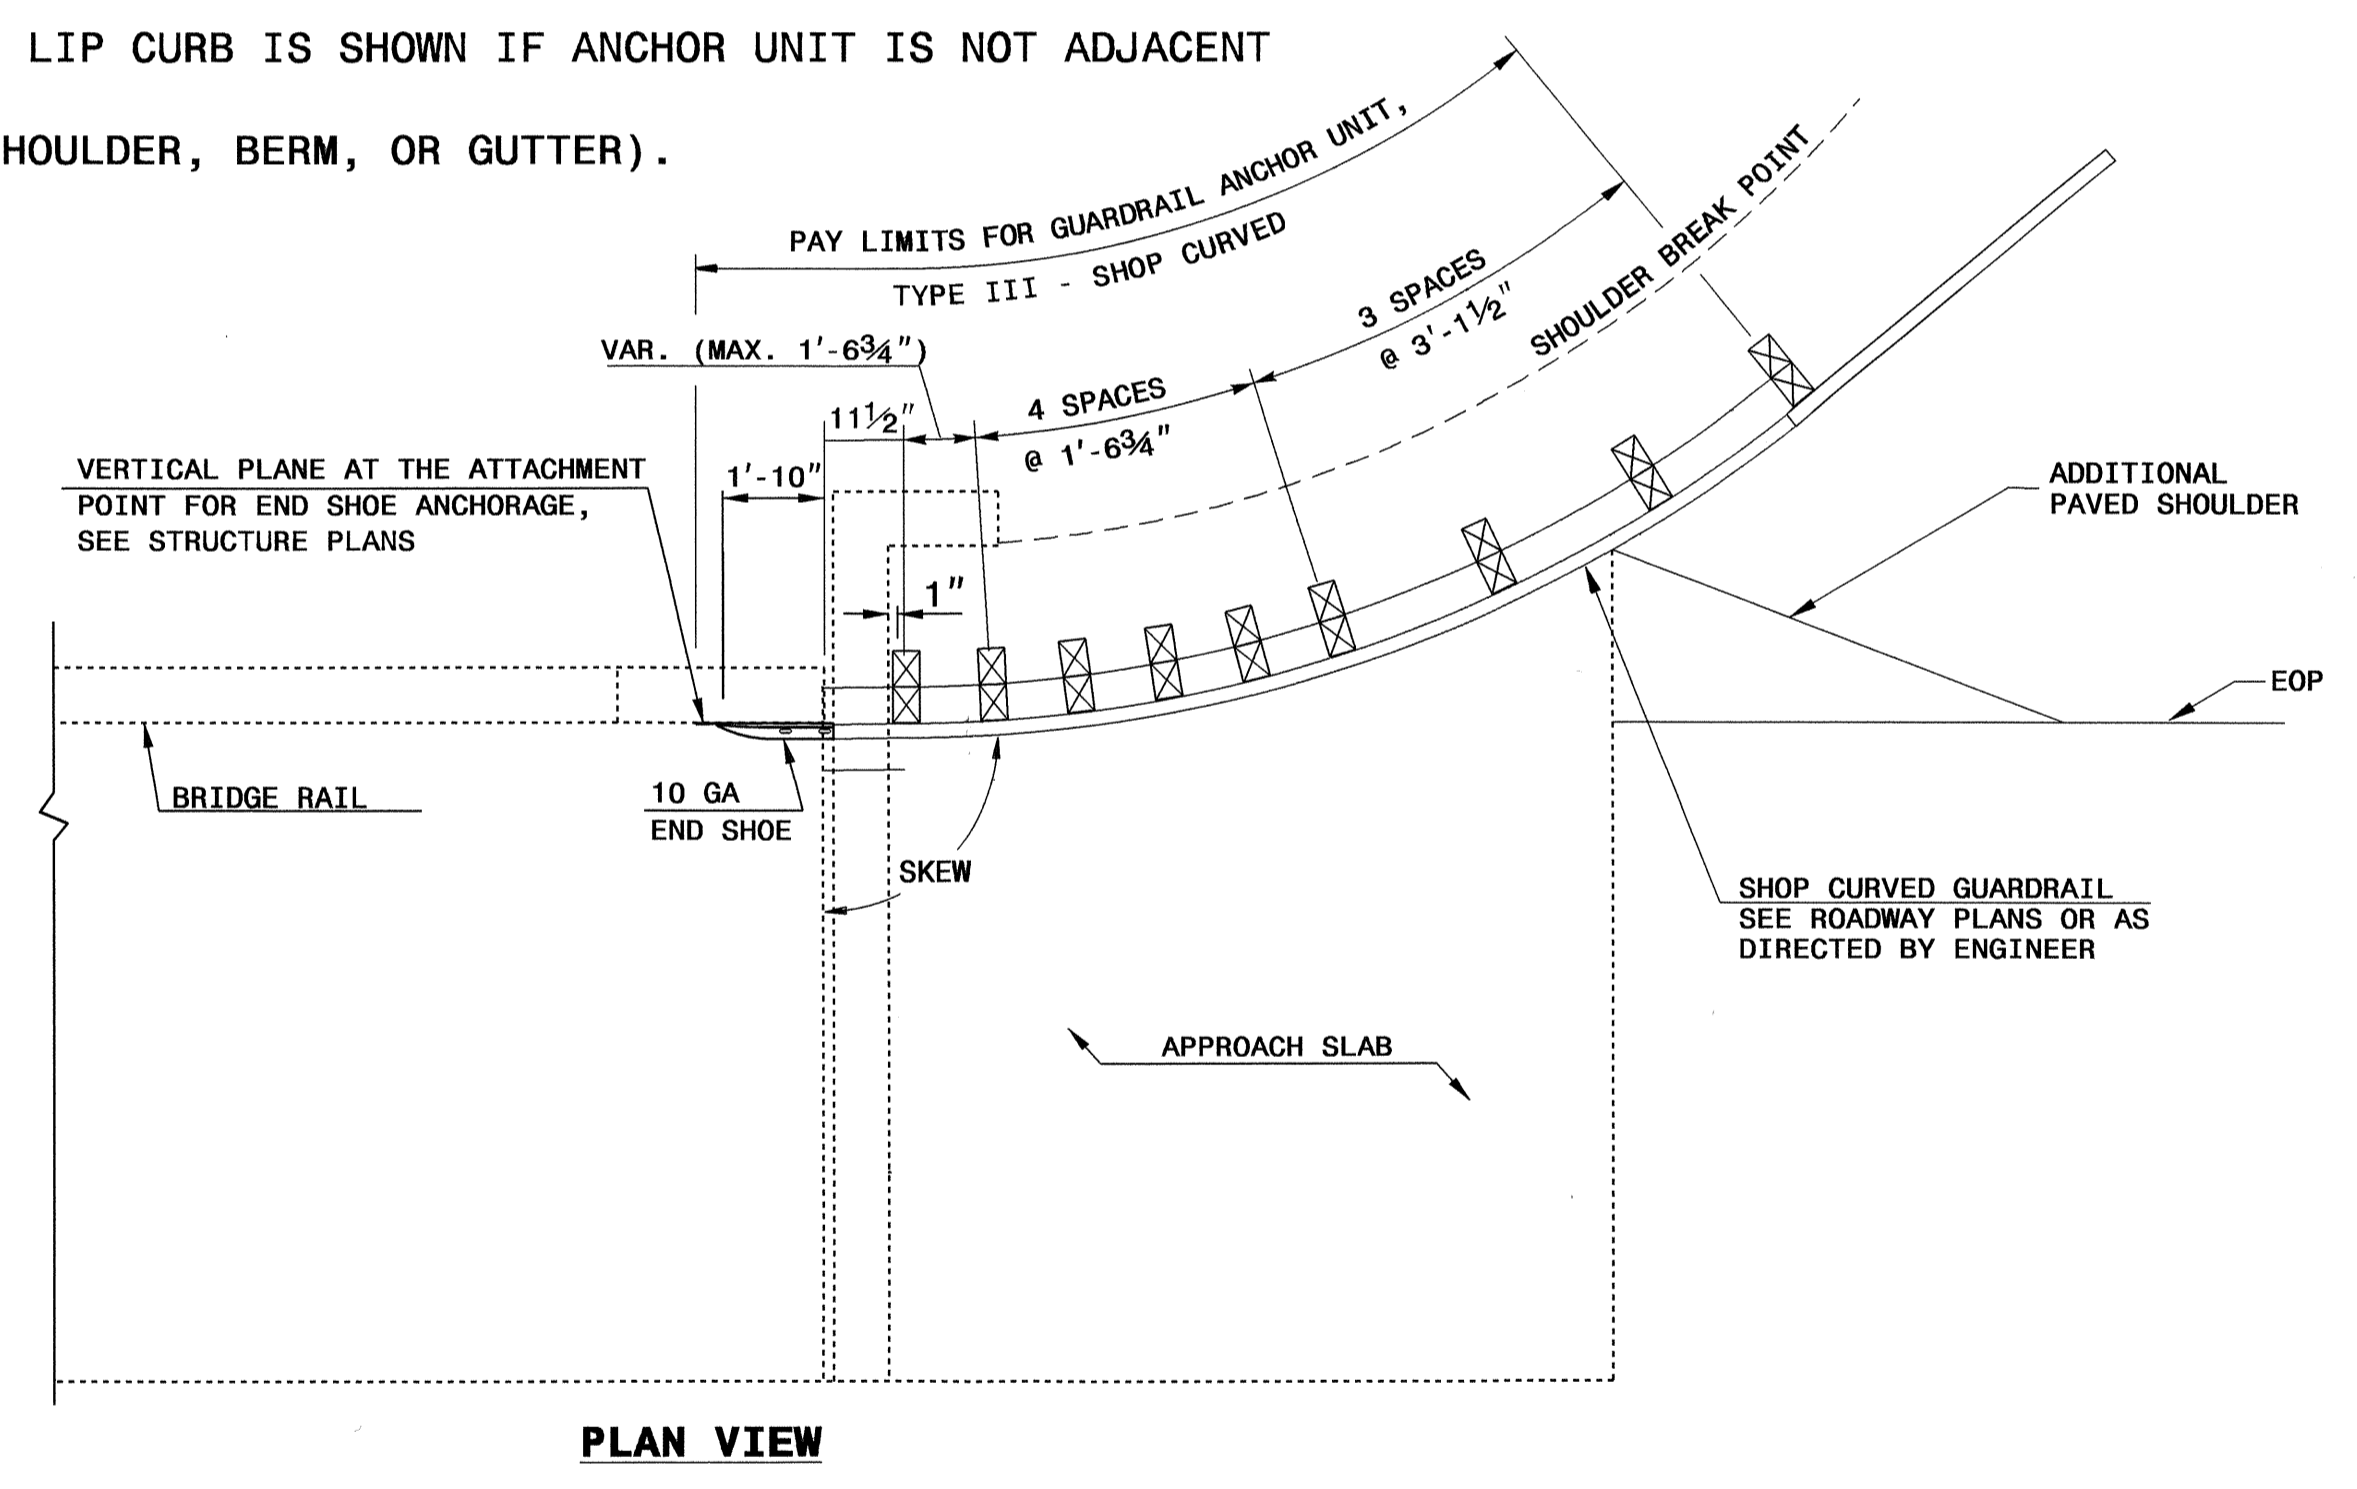 LIP CURB IS SHOWN IF ANCHOR UNIT IS NOT ADJACENT
HOULDER, BERM, OR GUTTER).
PAY LIMITS FOR GUARDRAIL ANCHOR UNIT,
TYPE III - SHOP CURVED
3 SPACES
@ 3'-1½"
SHOULDER BREAK POINT
VAR. (MAX. 1'-6¾")
4 SPACES
@ 1'-6¾"
11½"
1'-10"
VERTICAL PLANE AT THE ATTACHMENT
POINT FOR END SHOE ANCHORAGE,
SEE STRUCTURE PLANS
1"
ADDITIONAL
PAVED SHOULDER
EOP
BRIDGE RAIL
10 GA
END SHOE
SKEW
SHOP CURVED GUARDRAIL
SEE ROADWAY PLANS OR AS
DIRECTED BY ENGINEER
APPROACH SLAB
PLAN VIEW